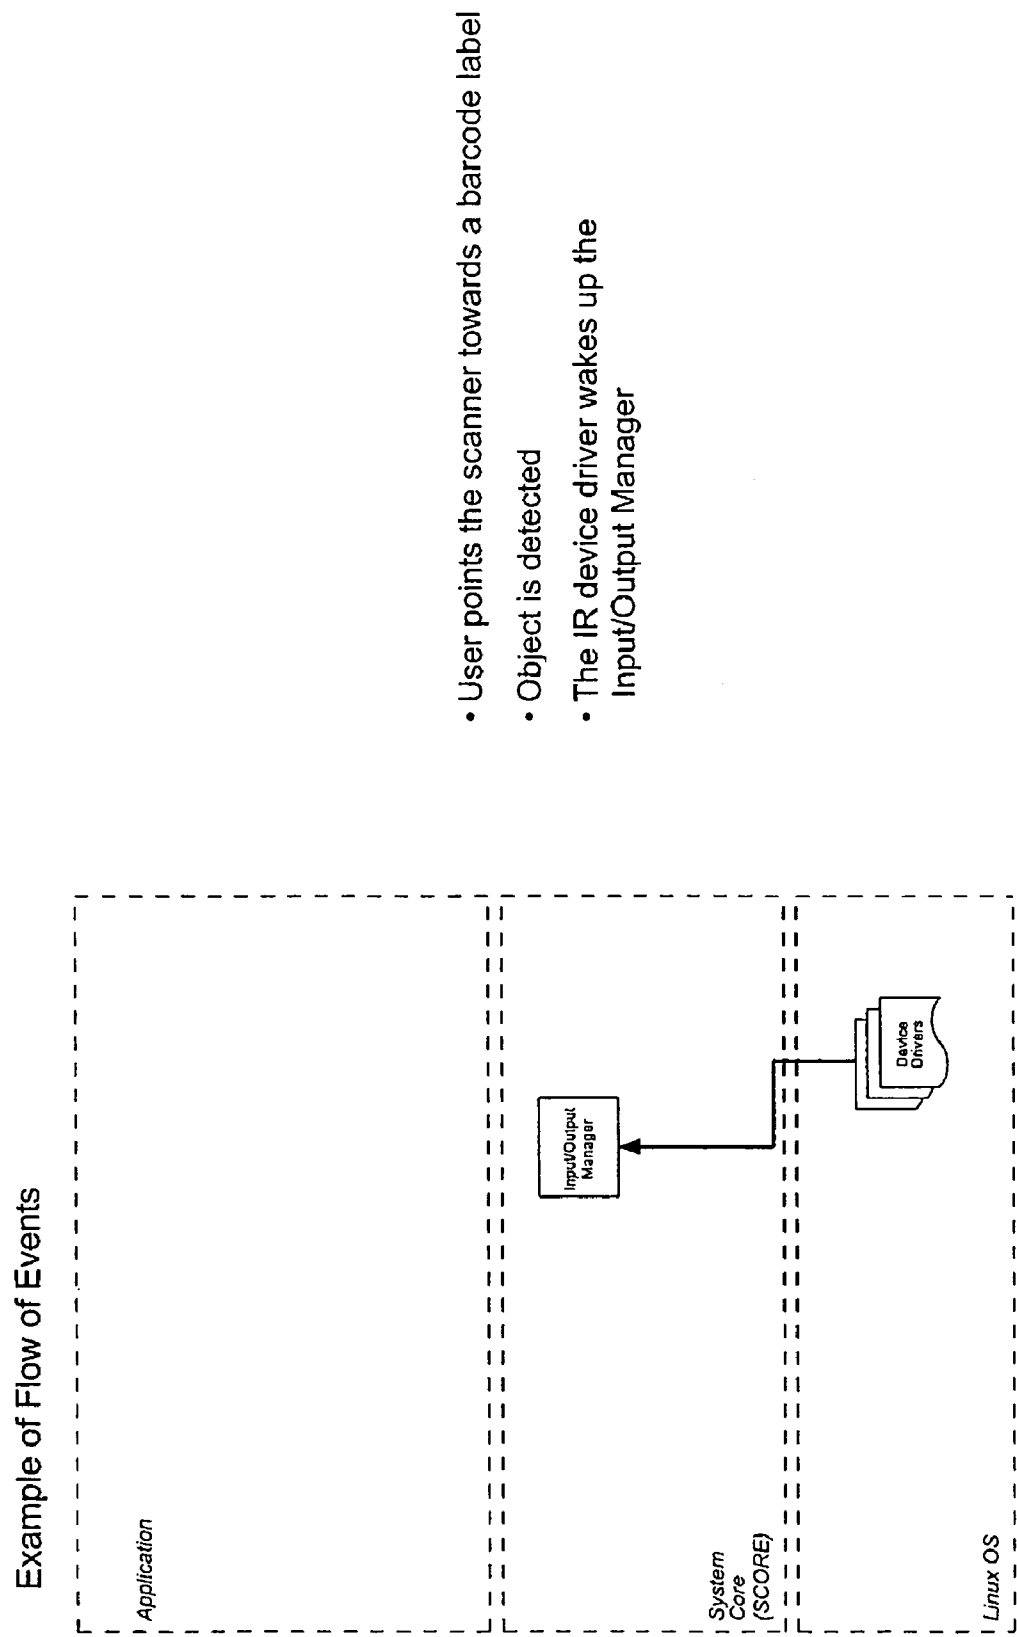 Example of Flow of Events
Application
Input/Output
Manager
System
Core
(SCORE)
Device
Drivers
Linux OS
• User points the scanner towards a barcode label
• Object is detected
• The IR device driver wakes up the
Input/Output Manager